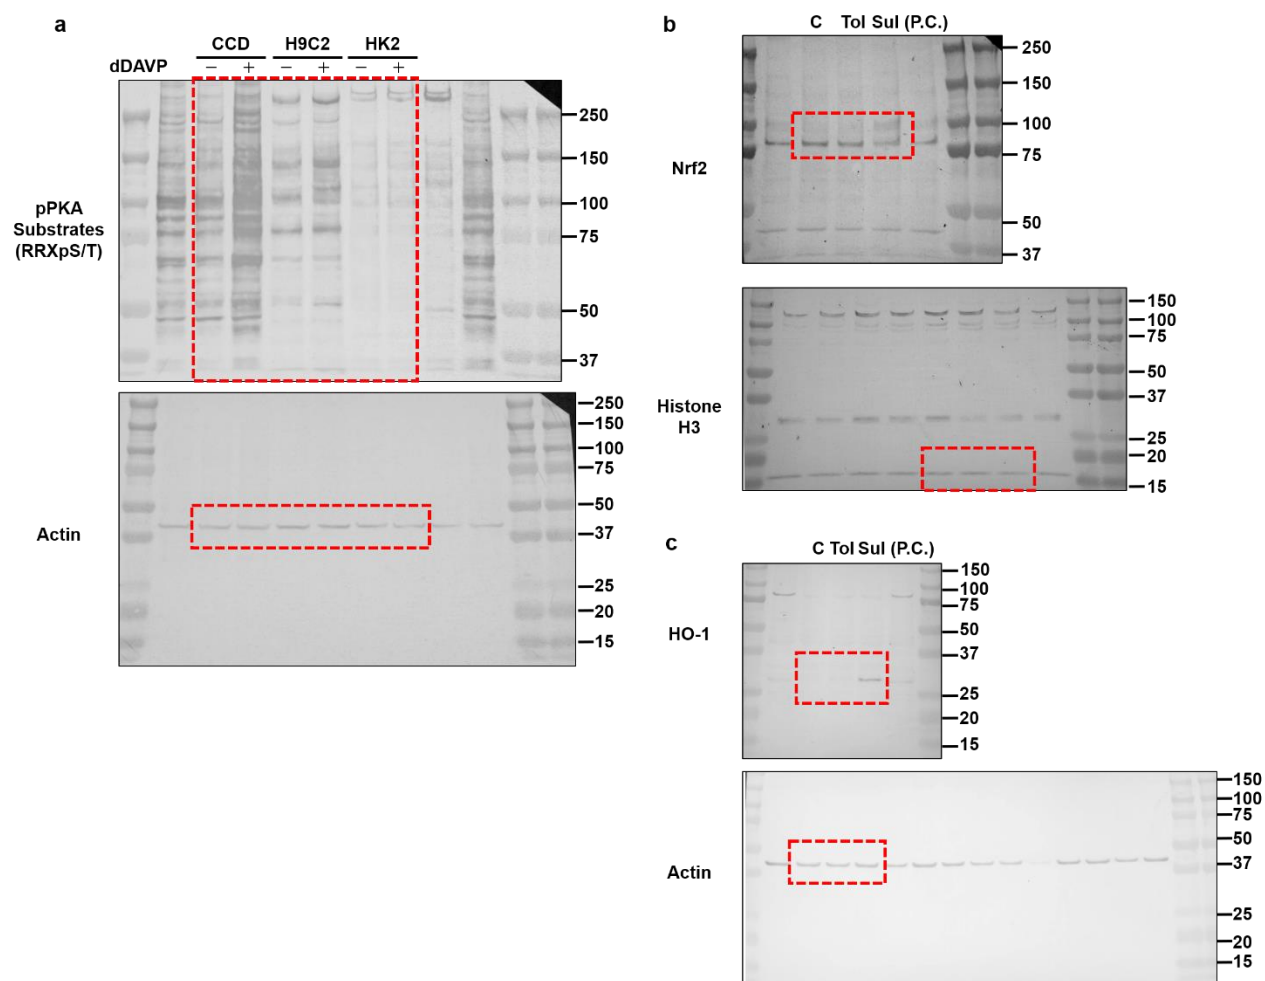 a
CCD H9C2 HK2
dDAVP − + − + − +
pPKA
Substrates
(RRXpS/T)
250
150
100
75
50
37
Actin
250
150
100
75
50
37
25
20
15
b
C Tol Sul (P.C.)
Nrf2
250
150
100
75
50
37
Histone
H3
150
100
75
50
37
25
20
15
c
C Tol Sul (P.C.)
HO-1
150
100
75
50
37
25
20
15
Actin
150
100
75
50
37
25
20
15